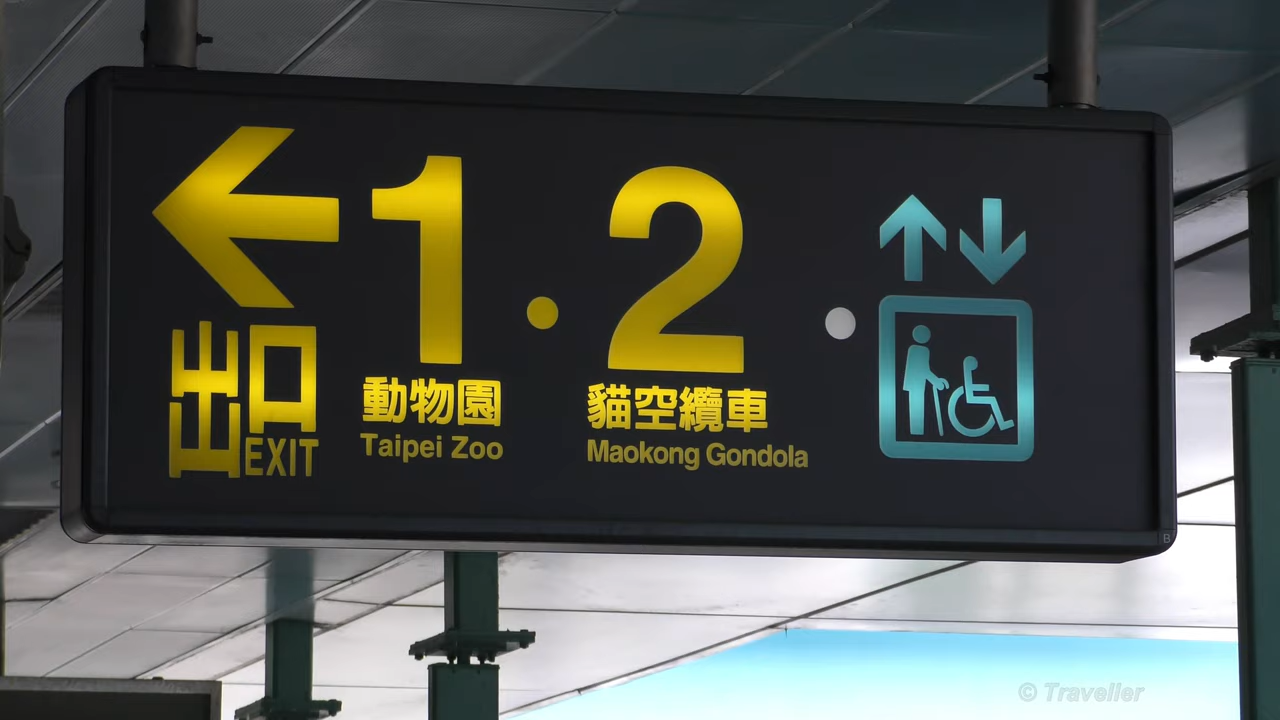 1 · 2
出口
EXIT
動物園
Taipei Zoo
貓空纜車
Maokong Gondola
B
© Traveller